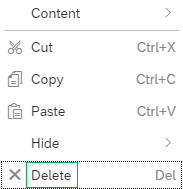 Content
Cut Ctrl+X
Copy Ctrl+C
Paste Ctrl+V
Hide
Delete Del